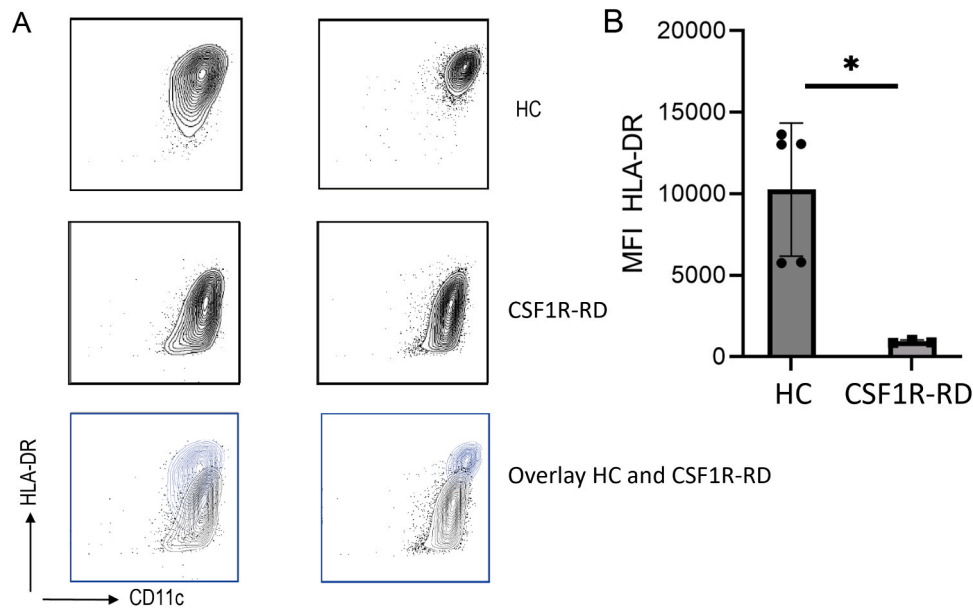 A
HC
CSF1R-RD
Overlay HC and CSF1R-RD
HLA-DR
CD11c
B
20000
15000
10000
5000
0
MFI HLA-DR
*
HC CSF1R-RD